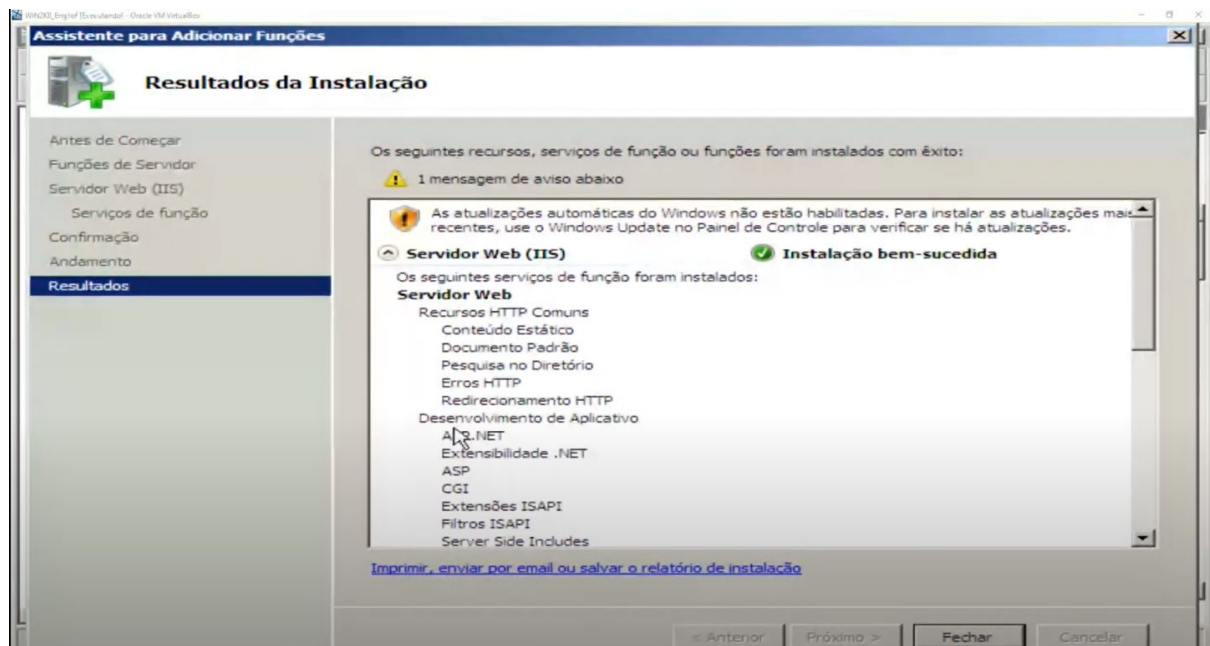 [Executando] - Oracle VM VirtualBox
Assistente para Adicionar Funções
Resultados da Instalação
Antes de Começar
Funções de Servidor
Servidor Web (IIS)
Serviços de função
Confirmação
Andamento
Resultados
Os seguintes recursos, serviços de função ou funções foram instalados com êxito:
1 mensagem de aviso abaixo
As atualizações automáticas do Windows não estão habilitadas. Para instalar as atualizações mais
recentes, use o Windows Update no Painel de Controle para verificar se há atualizações.
Servidor Web (IIS) Instalação bem-sucedida
Os seguintes serviços de função foram instalados:
Servidor Web
Recursos HTTP Comuns
Conteúdo Estático
Documento Padrão
Pesquisa no Diretório
Erros HTTP
Redirecionamento HTTP
Desenvolvimento de Aplicativo
ASP.NET
Extensibilidade .NET
ASP
CGI
Extensões ISAPI
Filtros ISAPI
Server Side Includes
Imprimir, enviar por email ou salvar o relatório de instalação
< Anterior Próximo > Fechar Cancelar